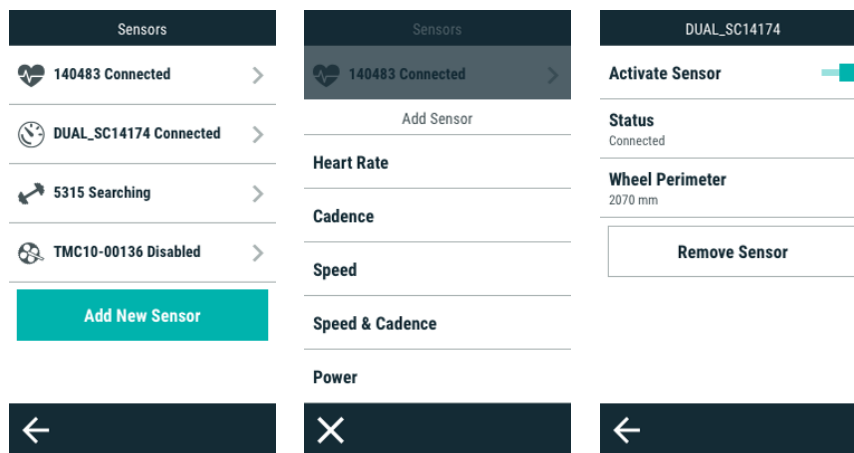 Sensors
140483 Connected
DUAL_SC14174 Connected
5315 Searching
TMC10-00136 Disabled
Add New Sensor
Sensors
140483 Connected
Add Sensor
Heart Rate
Cadence
Speed
Speed & Cadence
Power
DUAL_SC14174
Activate Sensor
Status
Connected
Wheel Perimeter
2070 mm
Remove Sensor